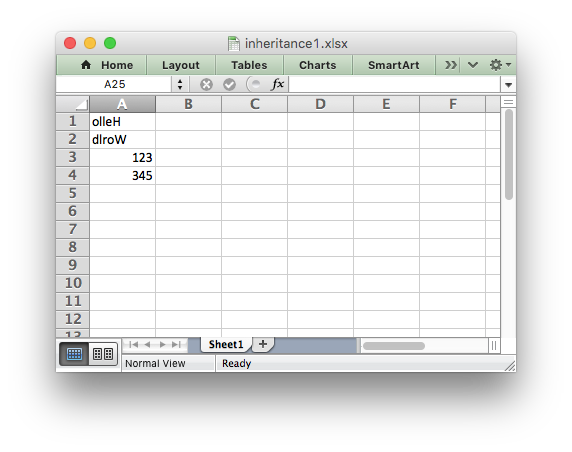 inheritance1.xlsx
Home Layout Tables Charts SmartArt
A25 fx
A B C D E F
1 olleH
2 dlroW
3 123
4 345
5
6
7
8
9
10
11
12
13
Sheet1
Normal View Ready